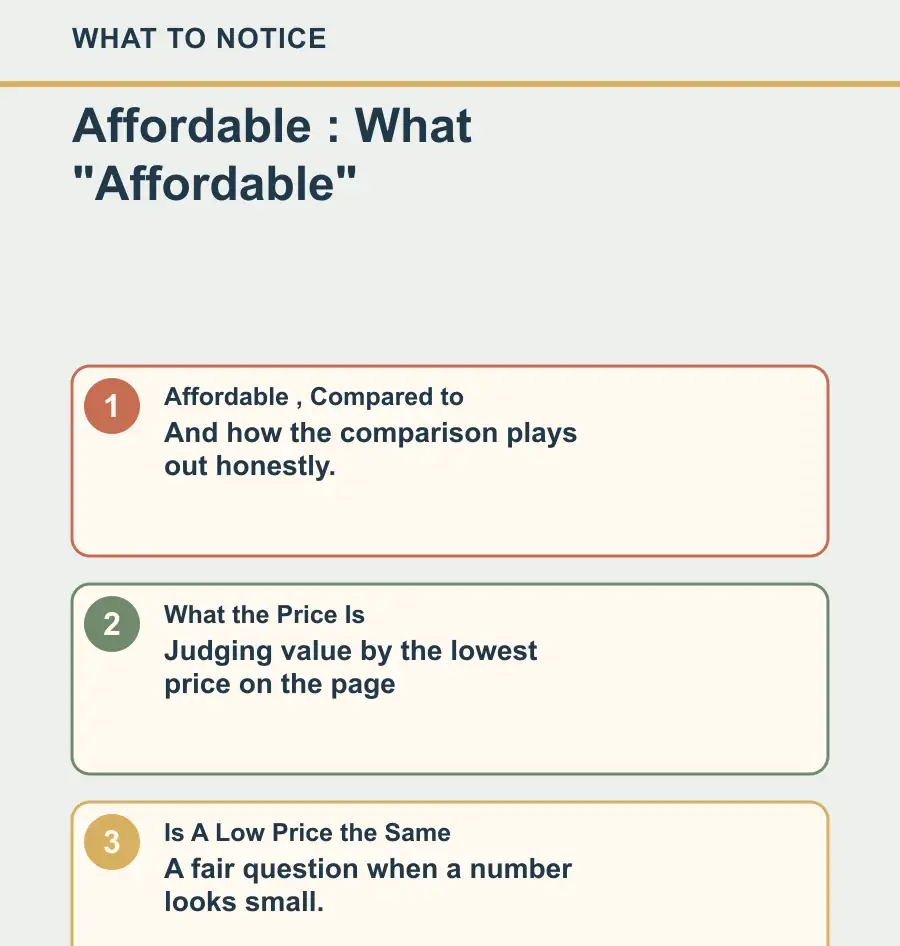 WHAT TO NOTICE
Affordable : What
"Affordable"
1
Affordable , Compared to
And how the comparison plays
out honestly.
2
What the Price Is
Judging value by the lowest
price on the page
3
Is A Low Price the Same
A fair question when a number
looks small.